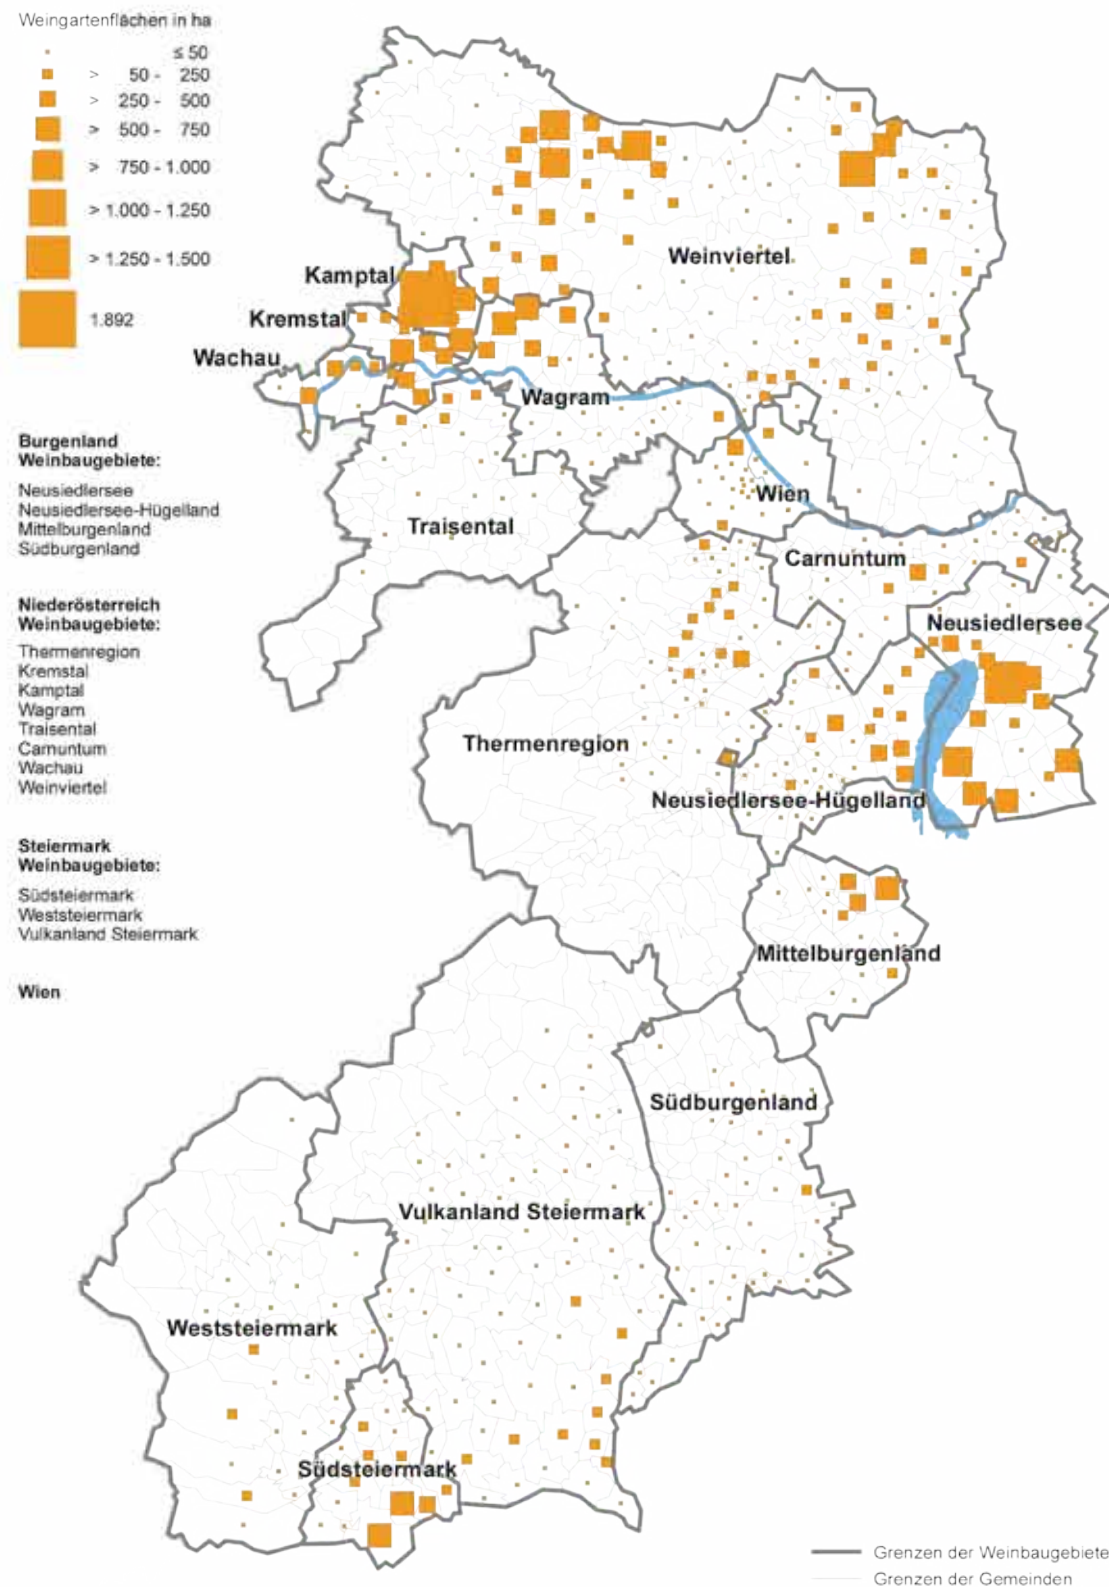 Weingartenflächen in ha
≤ 50
> 50 - 250
> 250 - 500
> 500 - 750
> 750 - 1.000
> 1.000 - 1.250
> 1.250 - 1.500
1.892
Weinviertel
Kamptal
Kremstal
Wachau
Wagram
Burgenland
Weinbaugebiete:
Neusiedlersee
Neusiedlersee-Hügelland
Mittelburgenland
Südburgenland
Wien
Traisental
Carnuntum
Niederösterreich
Weinbaugebiete:
Thermenregion
Kremstal
Kamptal
Wagram
Traisental
Carnuntum
Wachau
Weinviertel
Neusiedlersee
Thermenregion
Neusiedlersee-Hügelland
Steiermark
Weinbaugebiete:
Südsteiermark
Weststeiermark
Vulkanland Steiermark
Mittelburgenland
Wien
Südburgenland
Vulkanland Steiermark
Weststeiermark
Südsteiermark
Grenzen der Weinbaugebiete
Grenzen der Gemeinden